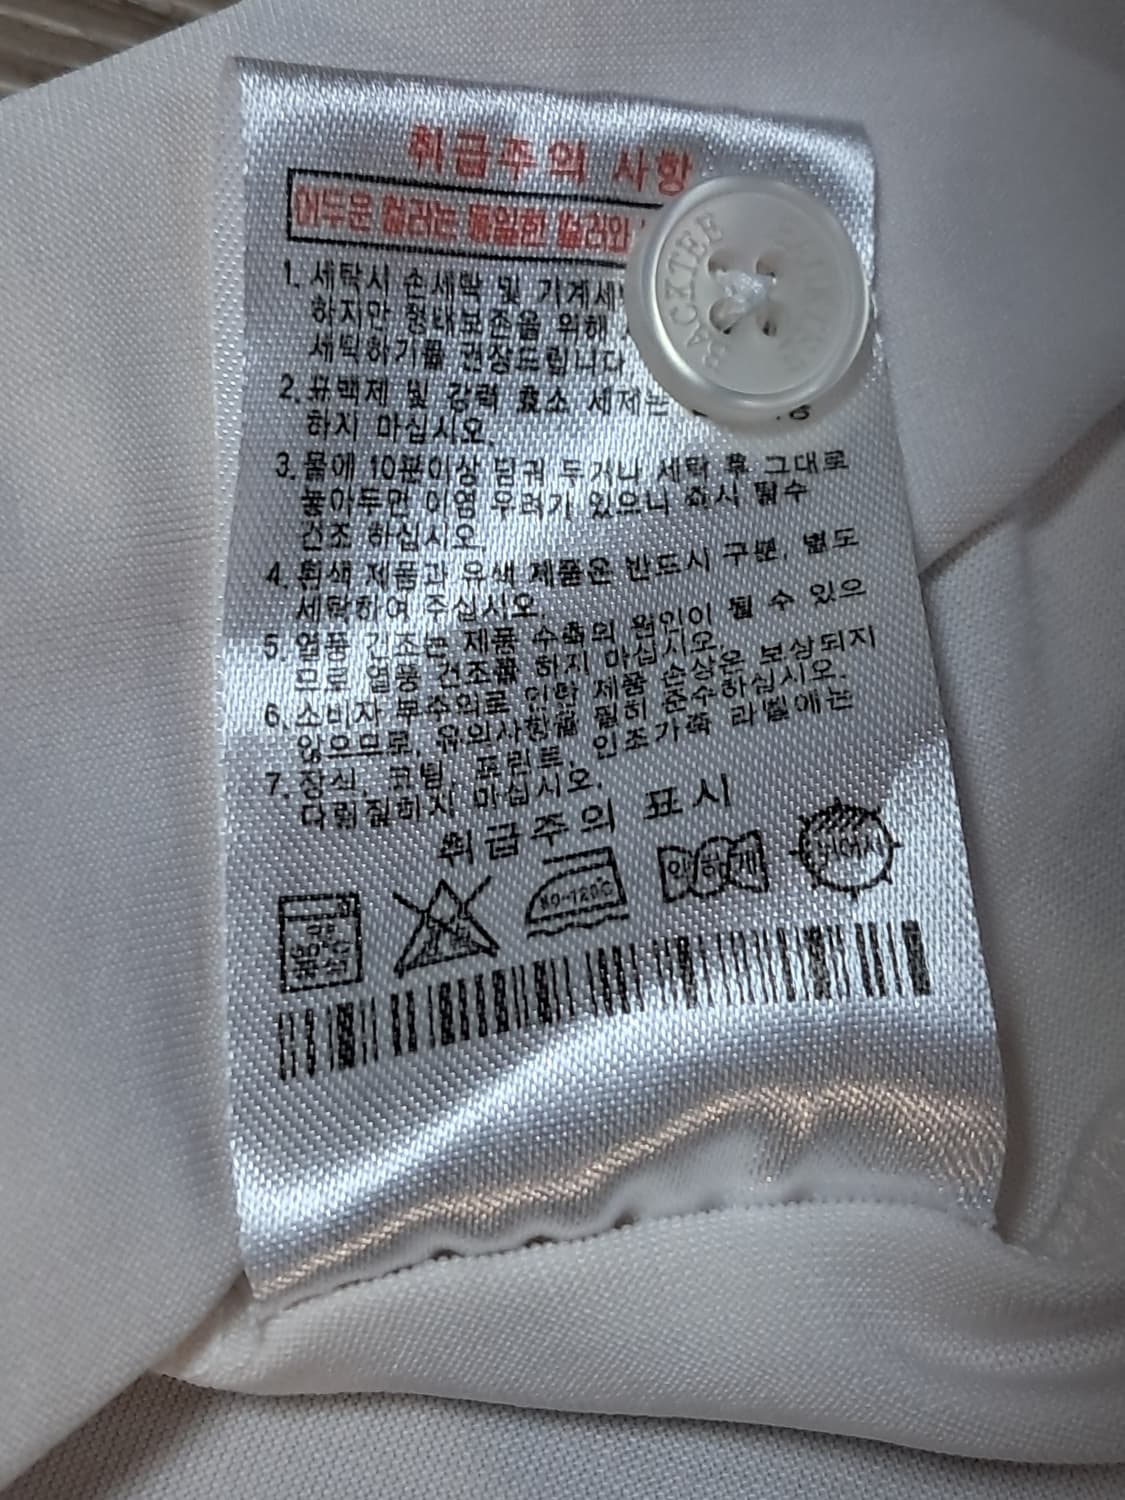 취급주의 사항
어두운 컬러는 동일한 컬러와
1. 세탁시 손세탁 및 기계세
하지만 형태보존을 위해
세탁하기를 권장드립니다
2. 표백제 및 강력 효소 세제는
하지 마십시오.
3. 물에 10분이상 담궈 두거나 세탁 후 그대로
놓아두면 이염 우려가 있으니 즉시 탈수
건조 하십시오.
4. 흰색 제품과 유색 제품은 반드시 구분, 별도
세탁하여 주십시오.
5. 열풍 건조는 제품 수축의 원인이 될 수 있으
므로 열풍 건조를 하지 마십시오.
6. 소비자 부주의로 인한 제품 손상은 보상되지
않으므로, 유의사항을 필히 준수하십시오.
7. 장식, 코팅, 프린트, 인조가죽 라벨에는
다림질하지 마십시오.
취급주의 표시
80-120℃
약하게
BACKTEE